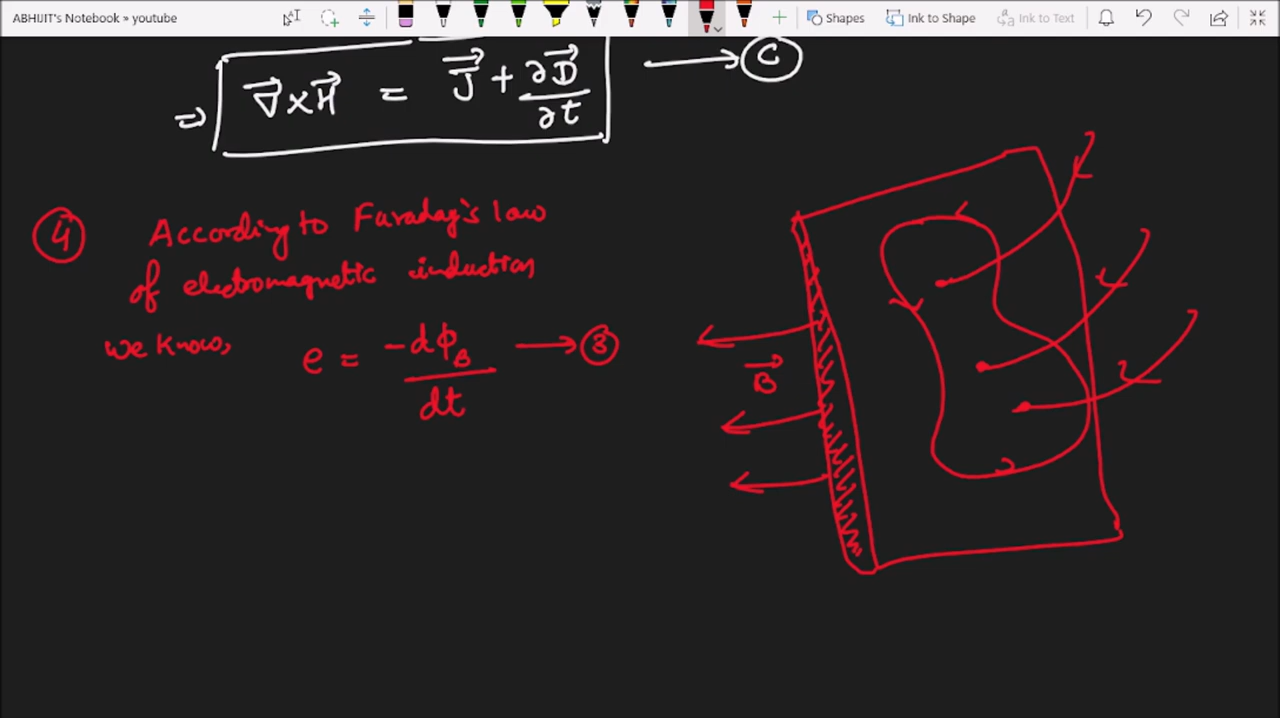 ABHIJIT's Notebook » youtube
Shapes
Ink to Shape
Ink to Text
⇒ ∇⃗×H⃗ = J⃗ + ∂D⃗/∂t → C
4 According to Faraday's law
of electromagnetic induction
we know,
e = -dϕ_B/dt → 3
B⃗